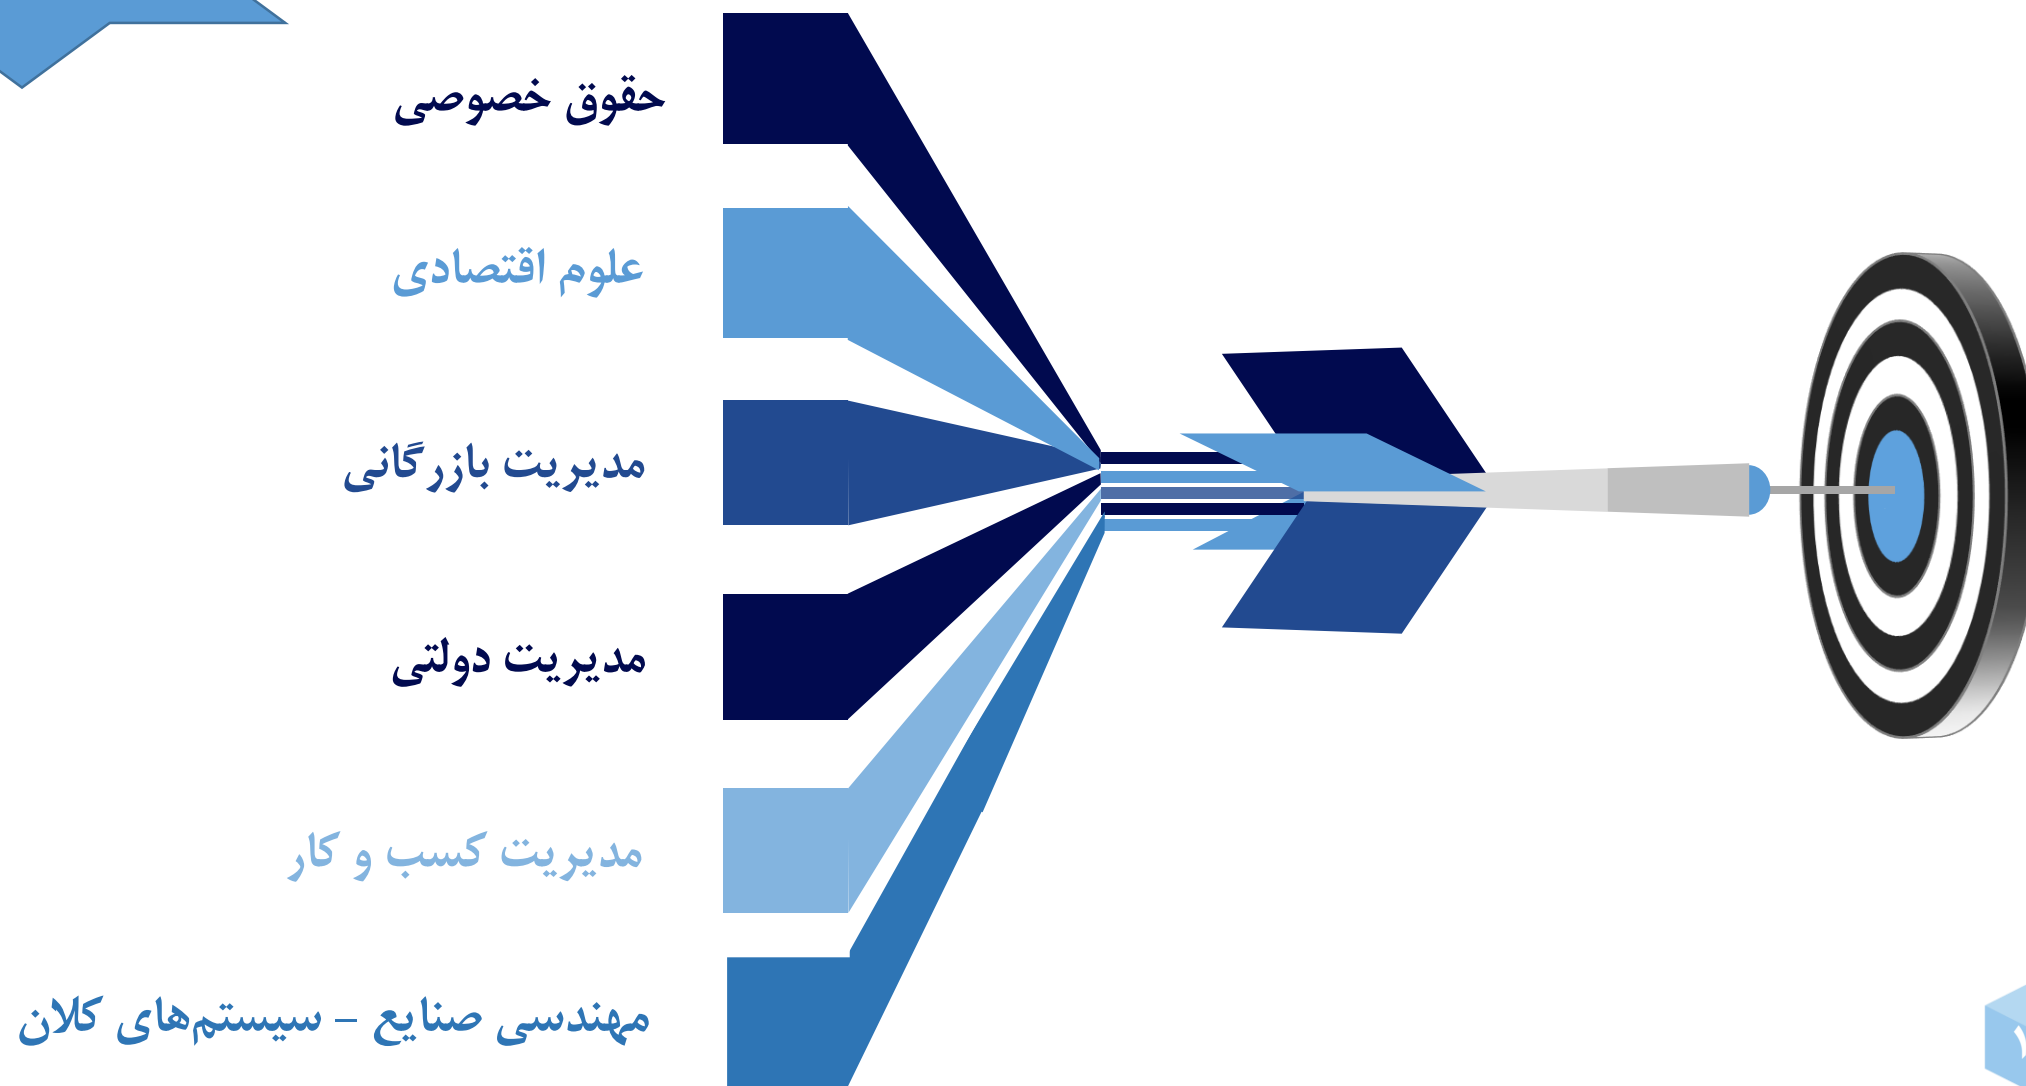 حقوق خصوصی
علوم اقتصادی
مدیریت بازرگانی
مدیریت دولتی
مدیریت کسب و کار
مهندسی صنایع – سیستم‌های کلان